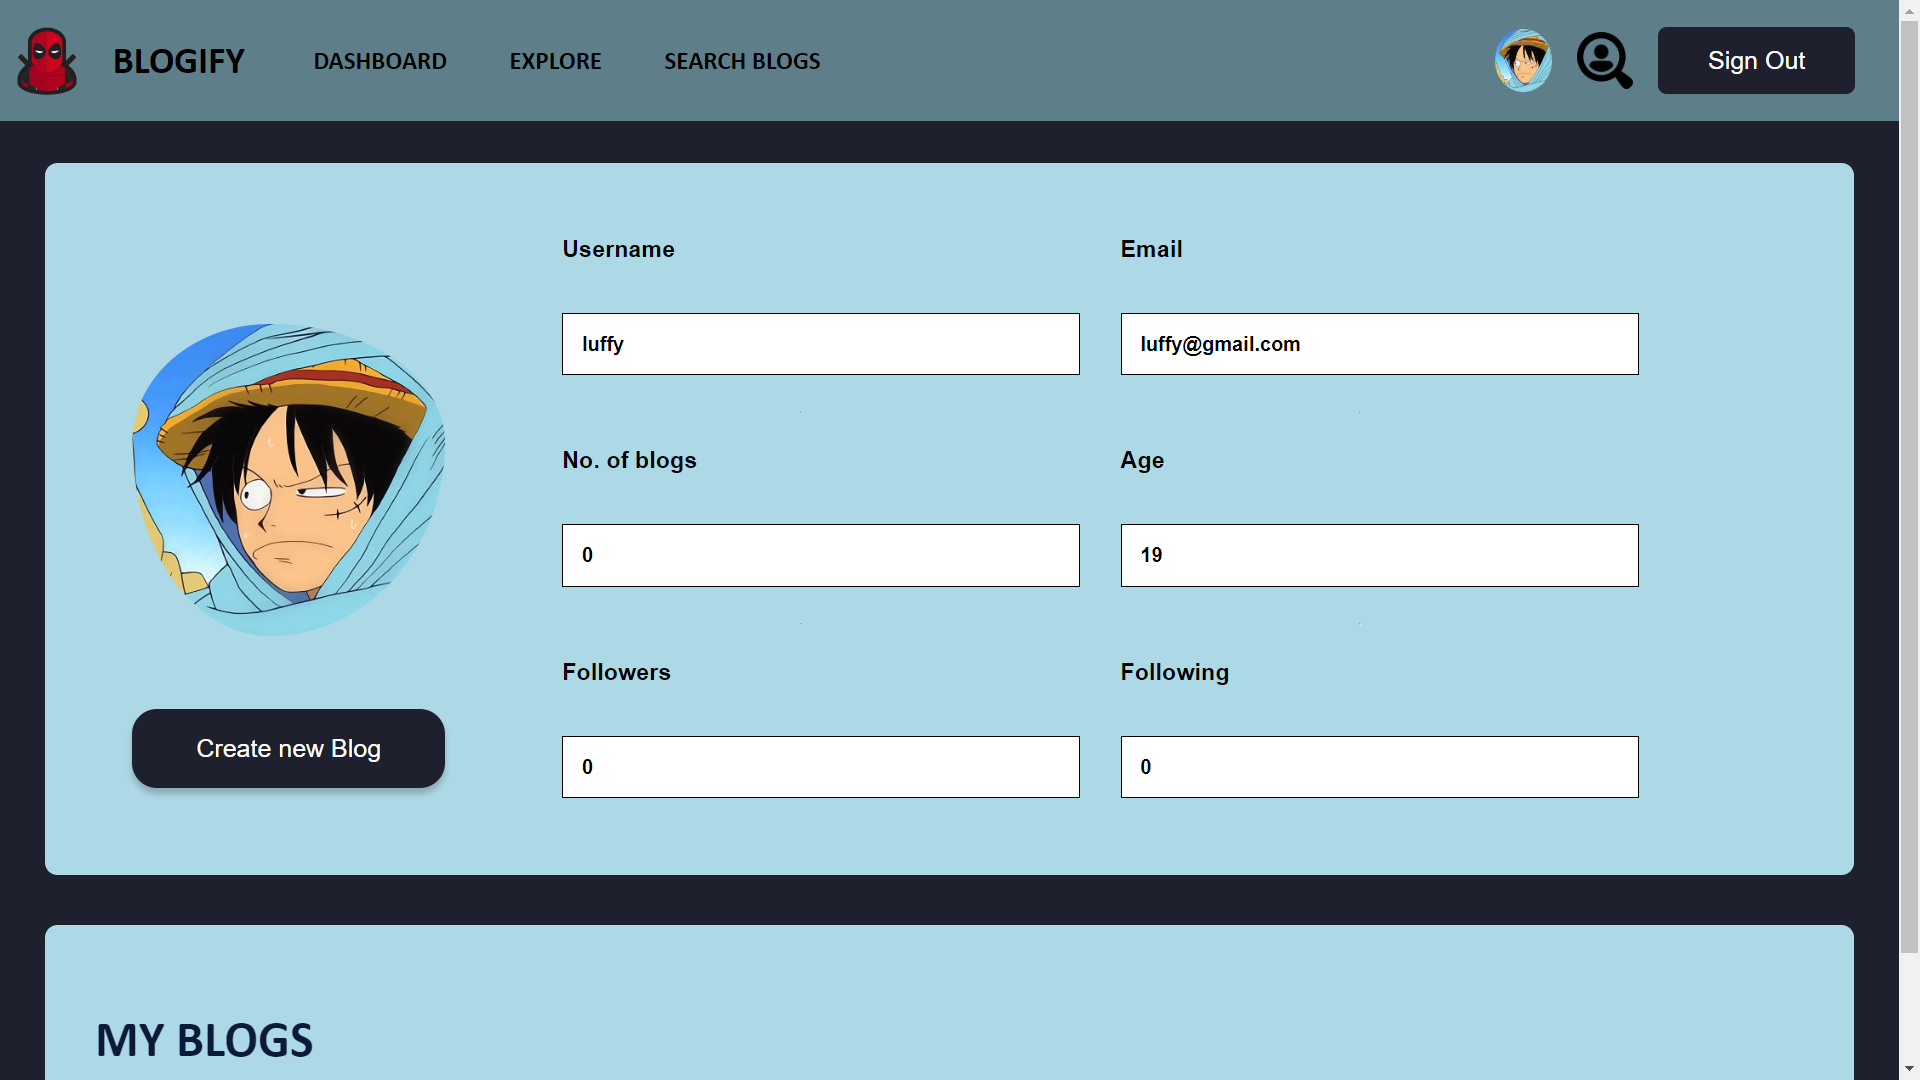 BLOGIFY
DASHBOARD
EXPLORE
SEARCH BLOGS
Sign Out
Username
Email
luffy
luffy@gmail.com
No. of blogs
Age
0
19
Followers
Following
0
0
Create new Blog
MY BLOGS